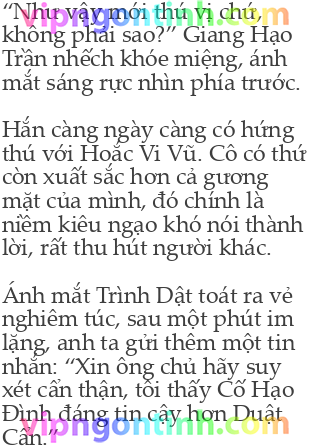 vipngontinh.com
“Như vậy mới thú vị chứ,
không phải sao?” Giang Hạo
Trần nhếch khóe miệng, ánh
mắt sáng rực nhìn phía trước.
Hắn càng ngày càng có hứng
thú với Hoắc Vi Vũ. Cô có thứ
còn xuất sắc hơn cả gương
mặt của mình, đó chính là
niềm kiêu ngạo khó nói thành
lời, rất thu hút người khác.
Ánh mắt Trình Dật toát ra vẻ
nghiêm túc, sau một phút im
lặng, anh ta gửi thêm một tin
nhắn: “Xin ông chủ hãy suy
xét cẩn thận, tôi thấy Cố Hạo
Đình đáng tin cậy hơn Duật
Cẩn.
vipngontinh.com